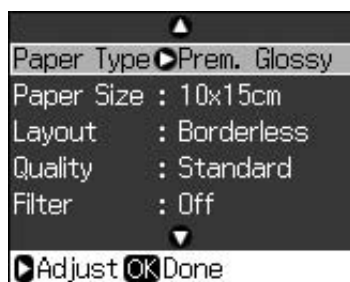 Paper Type Prem. Glossy
Paper Size : 10x15cm
Layout : Borderless
Quality : Standard
Filter : Off
Adjust OK Done